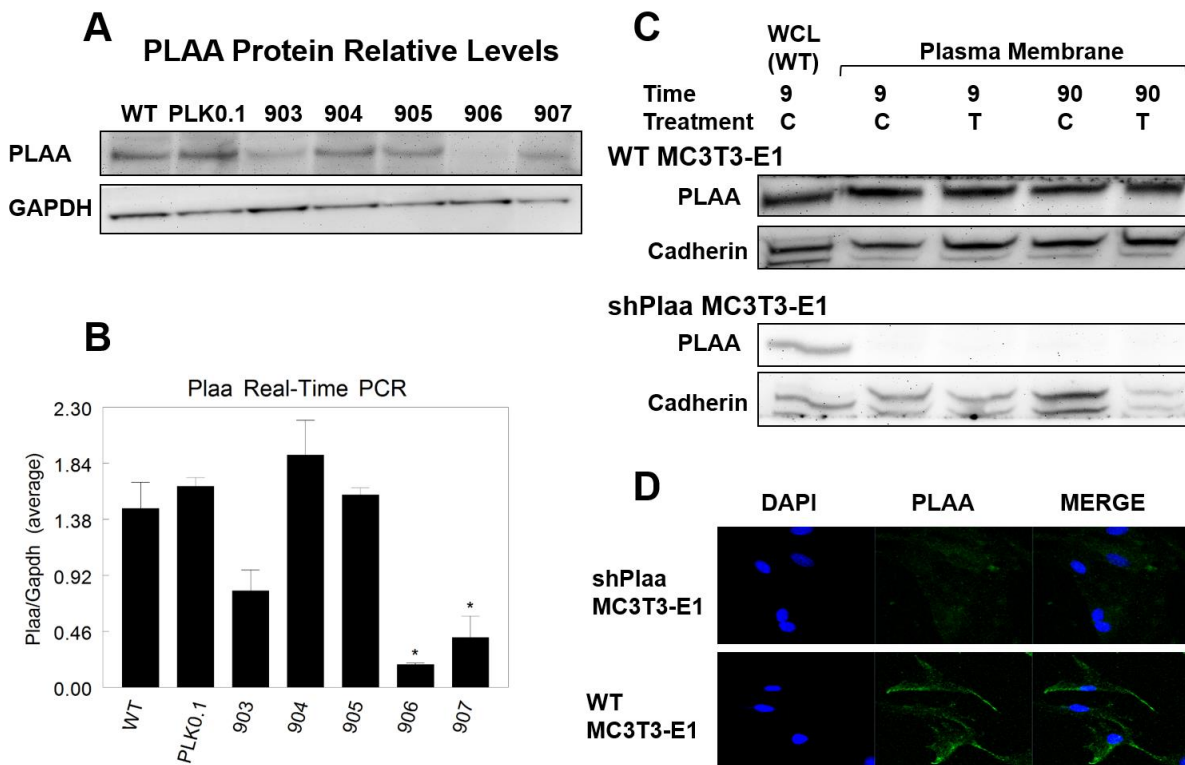 A
PLAA Protein Relative Levels
WT PLK0.1 903 904 905 906 907
PLAA
GAPDH
B
Plaa Real-Time PCR
Plaa/Gapdh (average)
2.30
1.84
1.38
0.92
0.46
0.00
* *
WT PLK0.1 903 904 905 906 907
C
WCL
(WT)
Plasma Membrane
Time 9 9 9 90 90
Treatment C C T C T
WT MC3T3-E1
PLAA
Cadherin
shPlaa MC3T3-E1
PLAA
Cadherin
D
DAPI PLAA MERGE
shPlaa
MC3T3-E1
WT
MC3T3-E1